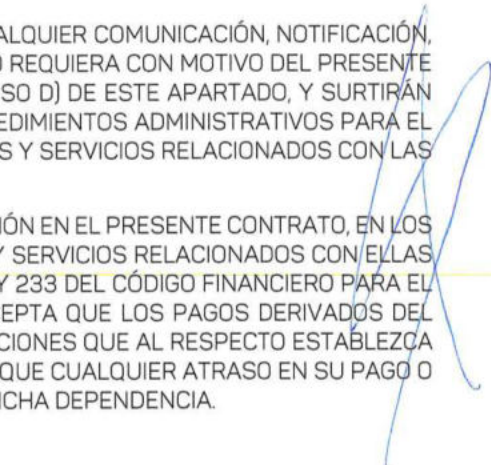 ALQUIER COMUNICACIÓN, NOTIFICACIÓN,
O REQUIERA CON MOTIVO DEL PRESENTE
SO D) DE ESTE APARTADO, Y SURTIRÁN
EDIMIENTOS ADMINISTRATIVOS PARA EL
S Y SERVICIOS RELACIONADOS CON LAS
IÓN EN EL PRESENTE CONTRATO, EN LOS
Y SERVICIOS RELACIONADOS CON ELLAS
Y 233 DEL CÓDIGO FINANCIERO PARA EL
EPTA QUE LOS PAGOS DERIVADOS DEL
CIONES QUE AL RESPECTO ESTABLEZCA
QUE CUALQUIER ATRASO EN SU PAGO O
ICHA DEPENDENCIA.